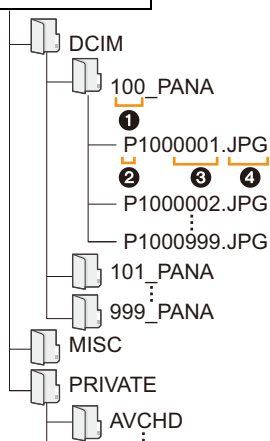 DCIM
100_PANA
❶
P1000001.JPG
❷ ❸ ❹
P1000002.JPG
P1000999.JPG
101_PANA
999_PANA
MISC
PRIVATE
AVCHD